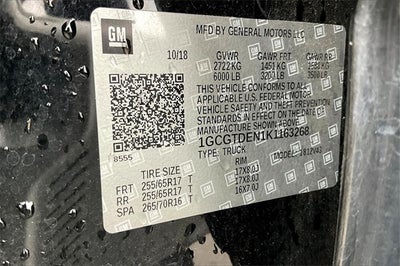 GM
MFD BY GENERAL MOTORS LLC
10/18 GVWR GAWR FRT GAWR RR
2722KG 1451KG
6000 LB 3200 LB 3500 LB
THIS VEHICLE CONFORMS TO ALL
APPLICABLE U.S. FEDERAL MOTOR
VEHICLE SAFETY AND THEFT PREVENTION
STANDARDS IN EFFECT ON THE DATE OF
MANUFACTURE SHOWN ABOVE.
1GCGTDEN1K1163268
8555
TYPE: TRUCK
TIRE SIZE RIM
FRT 255/65R17 T 17X8.0J
RR 255/65R17 T 17X8.0J
SPA 265/70R16 T 16X7.0J